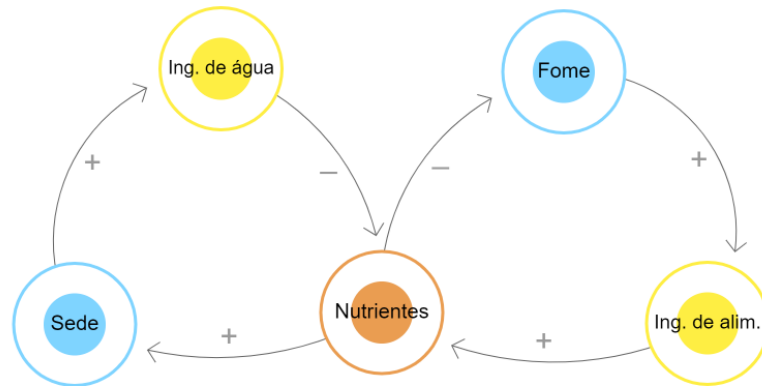 Ing. de água
Fome
+
−
−
+
Sede
Nutrientes
Ing. de alim.
+
+